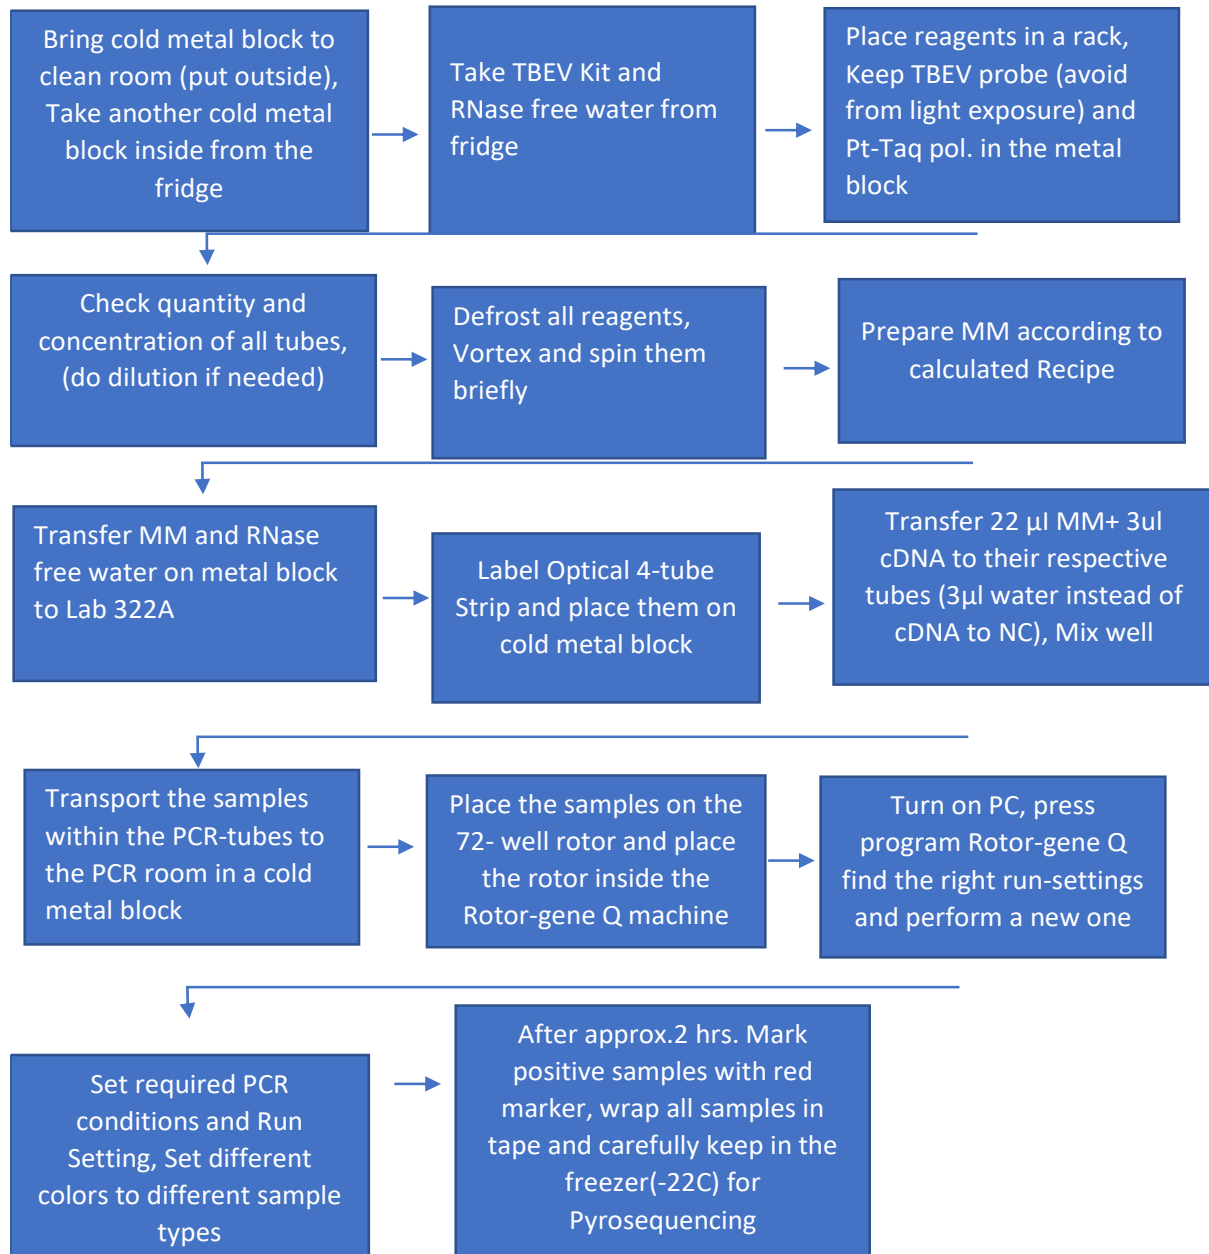 Bring cold metal block to
clean room (put outside),
Take another cold metal
block inside from the
fridge
Take TBEV Kit and
RNase free water from
fridge
Place reagents in a rack,
Keep TBEV probe (avoid
from light exposure) and
Pt-Taq pol. in the metal
block
Check quantity and
concentration of all tubes,
(do dilution if needed)
Defrost all reagents,
Vortex and spin them
briefly
Prepare MM according to
calculated Recipe
Transfer MM and RNase
free water on metal block
to Lab 322A
Label Optical 4-tube
Strip and place them on
cold metal block
Transfer 22 µl MM+ 3ul
cDNA to their respective
tubes (3µl water instead of
cDNA to NC), Mix well
Transport the samples
within the PCR-tubes to
the PCR room in a cold
metal block
Place the samples on the
72- well rotor and place
the rotor inside the
Rotor-gene Q machine
Turn on PC, press
program Rotor-gene Q
find the right run-settings
and perform a new one
Set required PCR
conditions and Run
Setting, Set different
colors to different sample
types
After approx.2 hrs. Mark
positive samples with red
marker, wrap all samples in
tape and carefully keep in the
freezer(-22C) for
Pyrosequencing